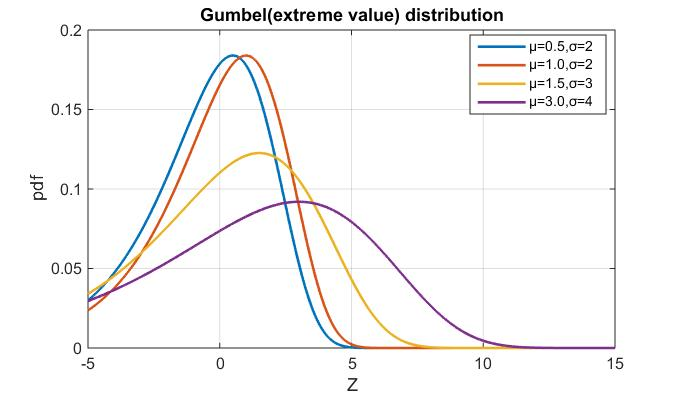 Gumbel(extreme value) distribution
0.2
0.15
0.1
0.05
0
pdf
μ=0.5,σ=2
μ=1.0,σ=2
μ=1.5,σ=3
μ=3.0,σ=4
-5
0
5
10
15
Z